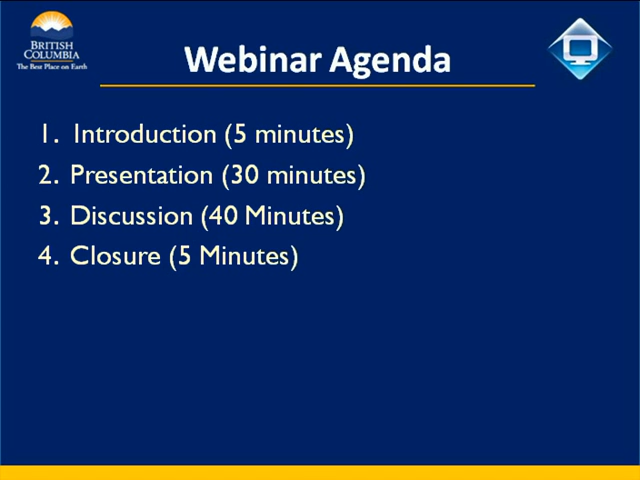 BRITISH
COLUMBIA
The Best Place on Earth
Webinar Agenda
1. Introduction (5 minutes)
2. Presentation (30 minutes)
3. Discussion (40 Minutes)
4. Closure (5 Minutes)